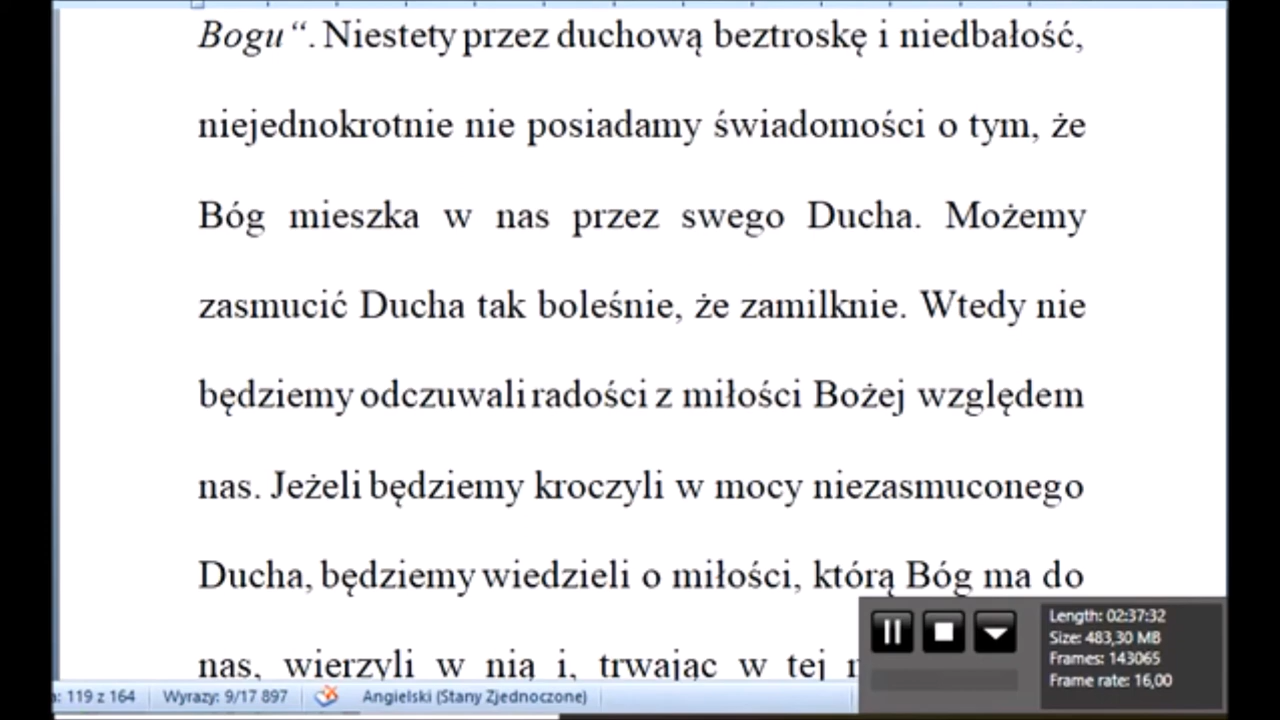 Bogu“. Niestety przez duchową beztroskę i niedbałość,
niejednokrotnie nie posiadamy świadomości o tym, że
Bóg mieszka w nas przez swego Ducha. Możemy
zasmucić Ducha tak boleśnie, że zamilknie. Wtedy nie
będziemy odczuwali radości z miłości Bożej względem
nas. Jeżeli będziemy kroczyli w mocy niezasmuconego
Ducha, będziemy wiedzieli o miłości, którą Bóg ma do
nas, wierzyli w nią i, trwając w tej
Length: 02:37:32
Size: 483,30 MB
Frames: 143065
Frame rate: 16,00
: 119 z 164 Wyrazy: 9/17 897 Angielski (Stany Zjednoczone)